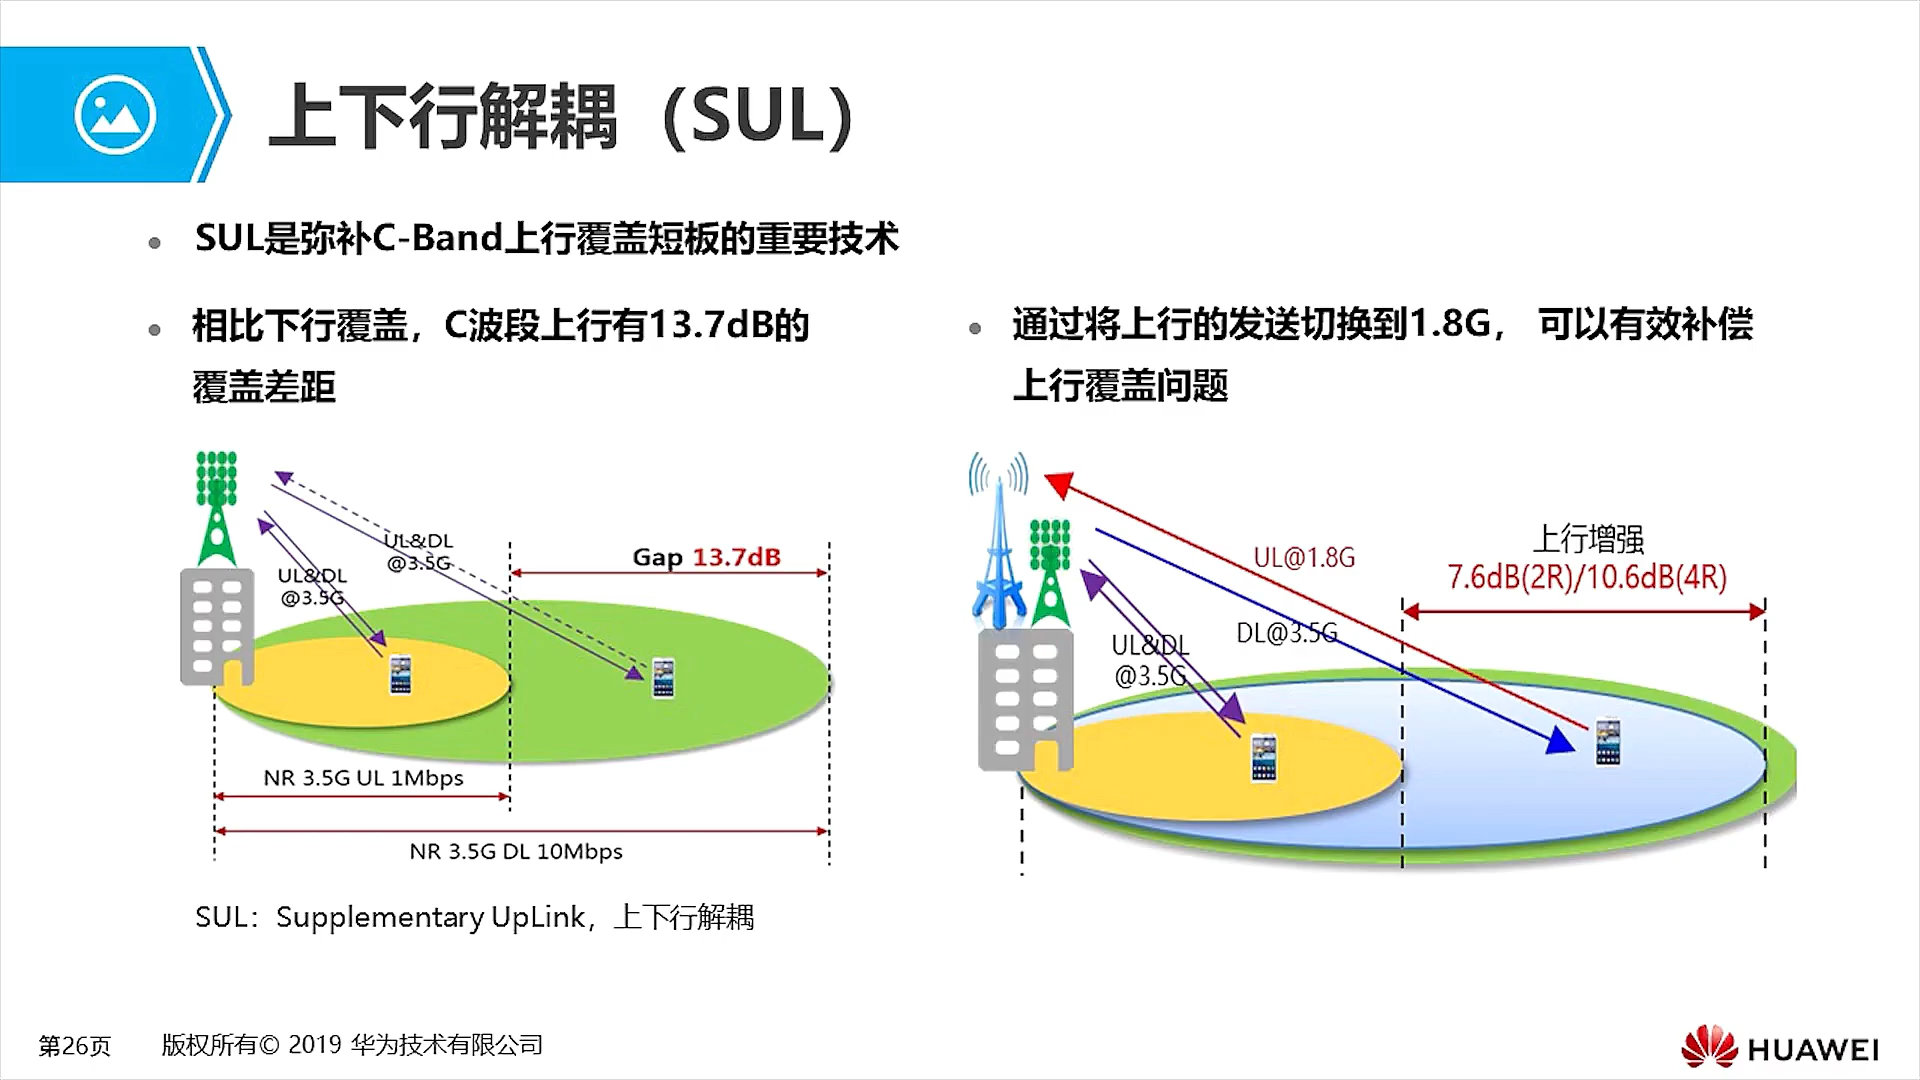 上下行解耦（SUL）
SUL是弥补C-Band上行覆盖短板的重要技术
相比下行覆盖，C波段上行有13.7dB的
覆盖差距
UL&DL
@3.5G
UL&DL
@3.5G
Gap 13.7dB
NR 3.5G UL 1Mbps
NR 3.5G DL 10Mbps
通过将上行的发送切换到1.8G， 可以有效补偿
上行覆盖问题
上行增强
7.6dB(2R)/10.6dB(4R)
UL@1.8G
DL@3.5G
UL&DL
@3.5G
SUL：Supplementary UpLink，上下行解耦
第26页 版权所有© 2019 华为技术有限公司
HUAWEI